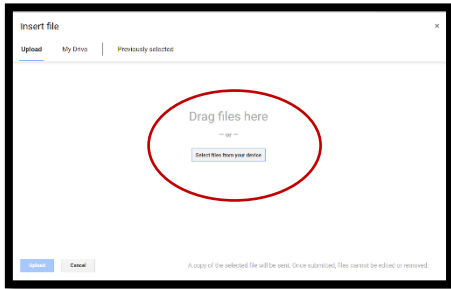 Insert file ×
Upload My Drive Previously selected
Drag files here
— or —
Select files from your device
Upload Cancel A copy of the selected file will be sent. Once submitted, files cannot be edited or removed.